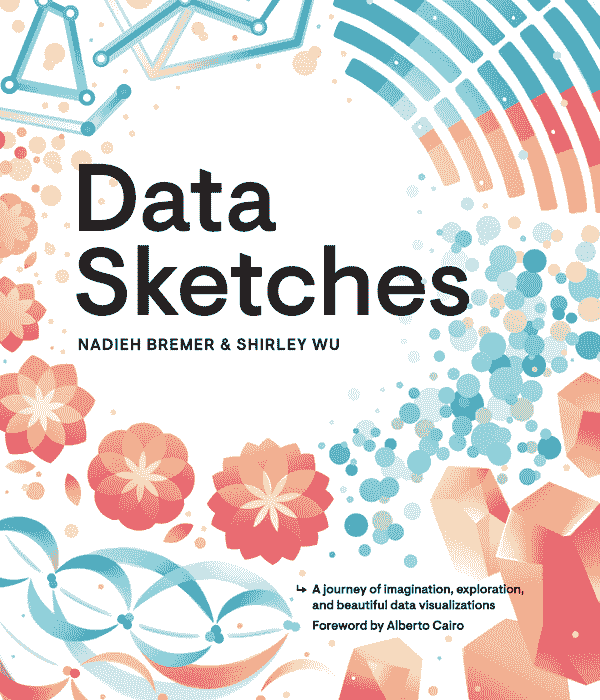 Data
Sketches
NADIEH BREMER & SHIRLEY WU
↳ A journey of imagination, exploration,
and beautiful data visualizations
Foreword by Alberto Cairo